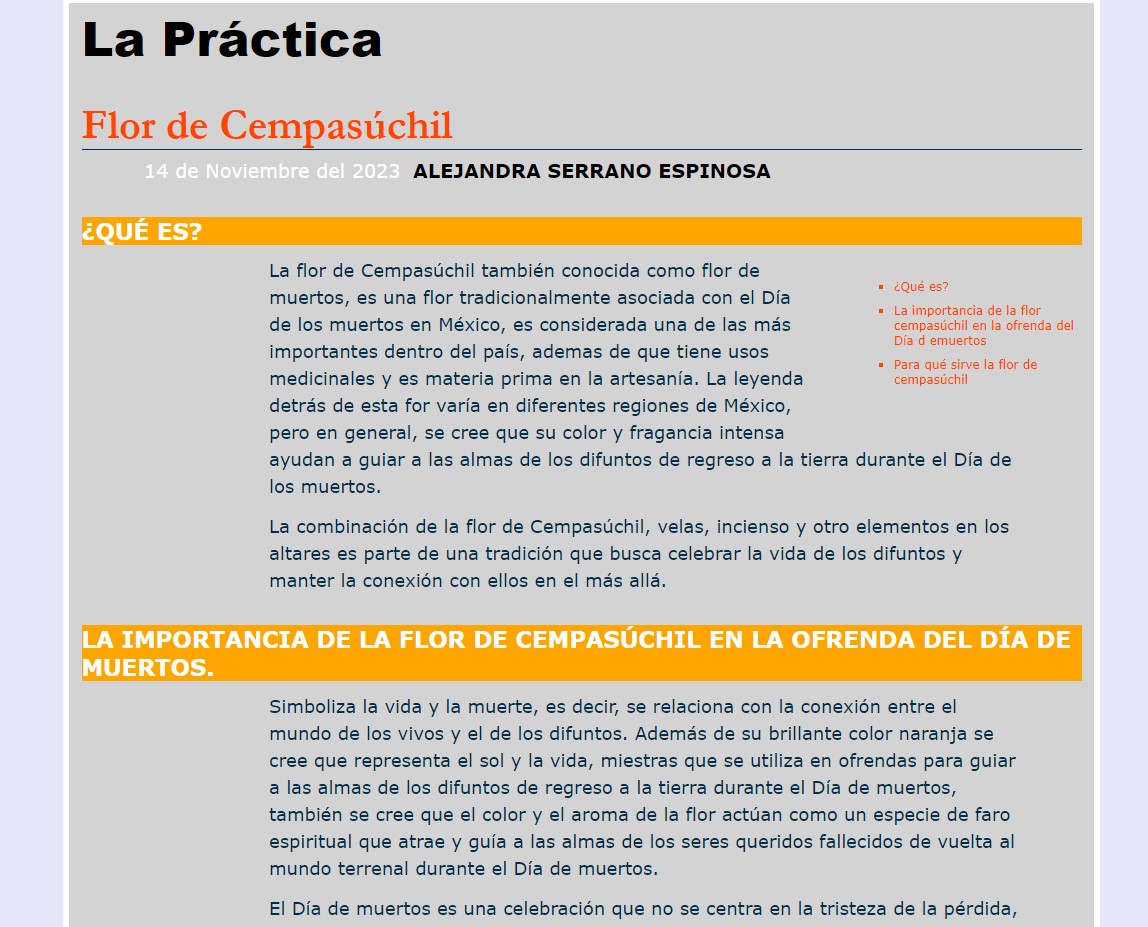 La Práctica
Flor de Cempasúchil
14 de Noviembre del 2023 ALEJANDRA SERRANO ESPINOSA
¿QUÉ ES?
La flor de Cempasúchil también conocida como flor de
muertos, es una flor tradicionalmente asociada con el Día
de los muertos en México, es considerada una de las más
importantes dentro del país, ademas de que tiene usos
medicinales y es materia prima en la artesanía. La leyenda
detrás de esta for varía en diferentes regiones de México,
pero en general, se cree que su color y fragancia intensa
ayudan a guiar a las almas de los difuntos de regreso a la tierra durante el Día de
los muertos.
¿Qué es?
La importancia de la flor
cempasúchil en la ofrenda del
Día d emuertos
Para qué sirve la flor de
cempasúchil
La combinación de la flor de Cempasúchil, velas, incienso y otro elementos en los
altares es parte de una tradición que busca celebrar la vida de los difuntos y
manter la conexión con ellos en el más allá.
LA IMPORTANCIA DE LA FLOR DE CEMPASÚCHIL EN LA OFRENDA DEL DÍA DE
MUERTOS.
Simboliza la vida y la muerte, es decir, se relaciona con la conexión entre el
mundo de los vivos y el de los difuntos. Además de su brillante color naranja se
cree que representa el sol y la vida, miestras que se utiliza en ofrendas para guiar
a las almas de los difuntos de regreso a la tierra durante el Día de muertos,
también se cree que el color y el aroma de la flor actúan como un especie de faro
espiritual que atrae y guía a las almas de los seres queridos fallecidos de vuelta al
mundo terrenal durante el Día de muertos.
El Día de muertos es una celebración que no se centra en la tristeza de la pérdida,